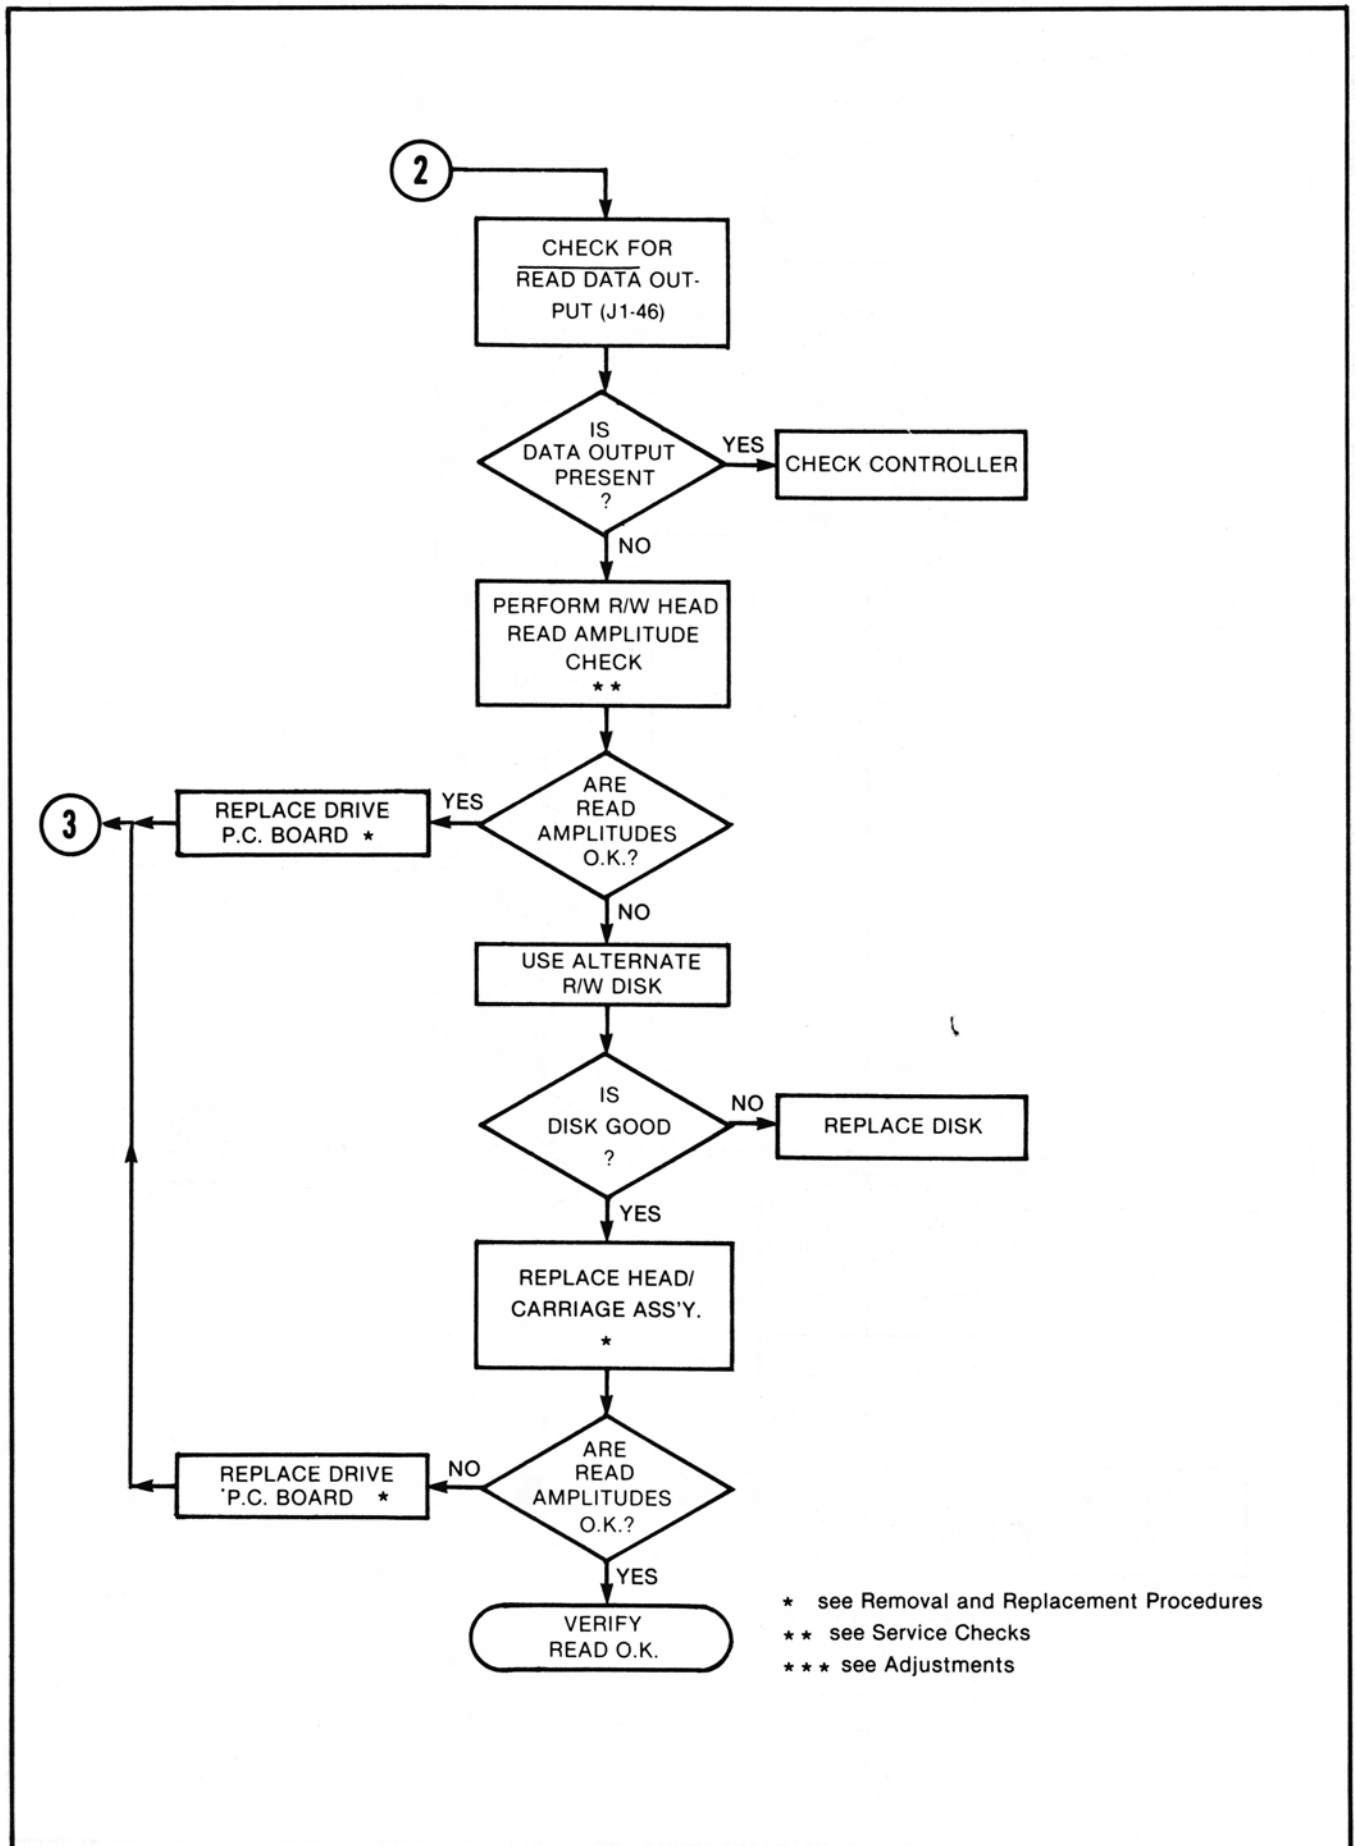 2
CHECK FOR
READ DATA OUT-
PUT (J1-46)
IS
DATA OUTPUT
PRESENT
?
YES
CHECK CONTROLLER
NO
PERFORM R/W HEAD
READ AMPLITUDE
CHECK
* *
ARE
READ
AMPLITUDES
O.K.?
YES
REPLACE DRIVE
P.C. BOARD *
3
NO
USE ALTERNATE
R/W DISK
IS
DISK GOOD
?
NO
REPLACE DISK
YES
REPLACE HEAD/
CARRIAGE ASS'Y.
*
ARE
READ
AMPLITUDES
O.K.?
NO
REPLACE DRIVE
P.C. BOARD *
YES
VERIFY
READ O.K.
* see Removal and Replacement Procedures
* * see Service Checks
* * * see Adjustments